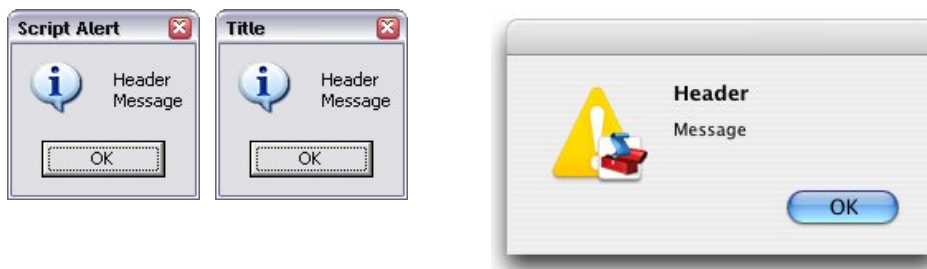 Script Alert
Header
Message
OK
Title
Header
Message
OK
Header
Message
OK